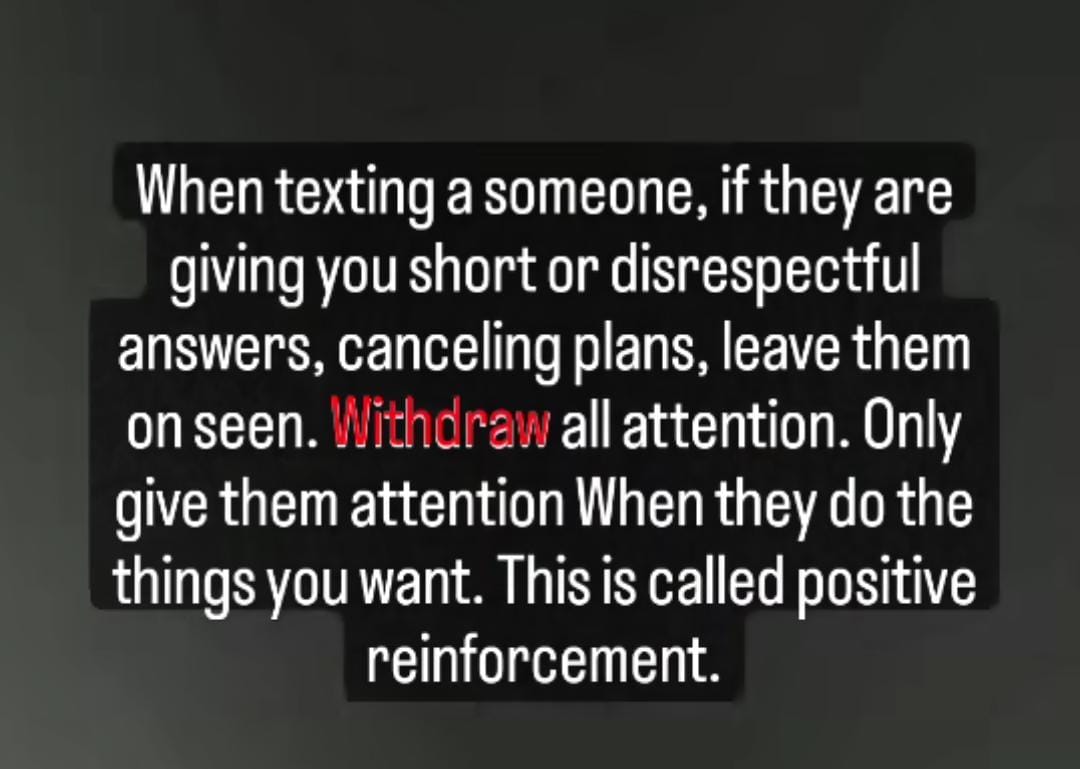 When texting a someone, if they are
giving you short or disrespectful
answers, canceling plans, leave them
on seen. Withdraw all attention. Only
give them attention When they do the
things you want. This is called positive
reinforcement.